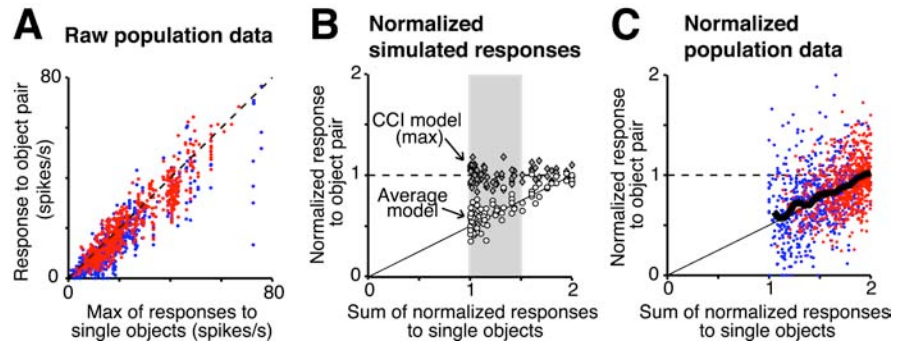 A Raw population data
Response to object pair
(spikes/s)
80
0
0
80
Max of responses to
single objects (spikes/s)
B Normalized
simulated responses
Normalized response
to object pair
2
1
0
CCI model
(max)
Average
model
0
1
2
Sum of normalized responses
to single objects
C Normalized
population data
Normalized response
to object pair
2
1
0
0
1
2
Sum of normalized responses
to single objects